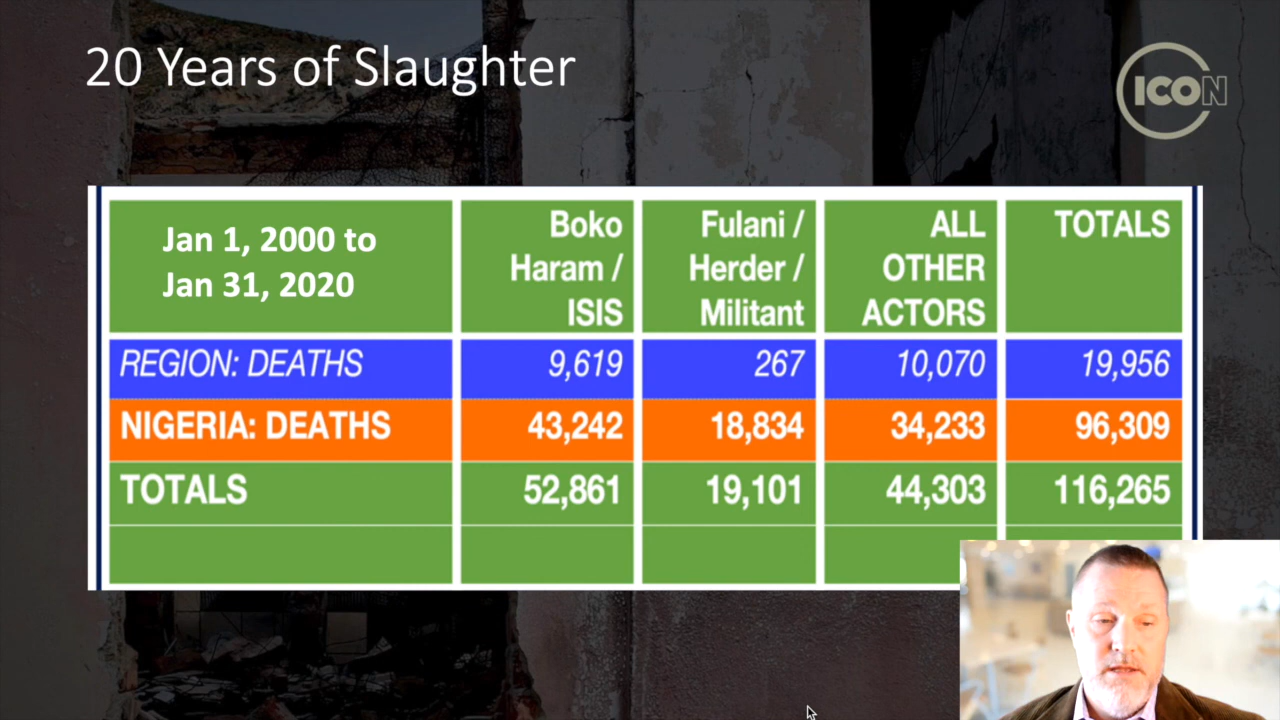 20 Years of Slaughter
ICON
Jan 1, 2000 to
Jan 31, 2020
Boko
Haram /
ISIS
Fulani /
Herder /
Militant
ALL
OTHER
ACTORS
TOTALS
REGION: DEATHS 9,619 267 10,070 19,956
NIGERIA: DEATHS 43,242 18,834 34,233 96,309
TOTALS 52,861 19,101 44,303 116,265